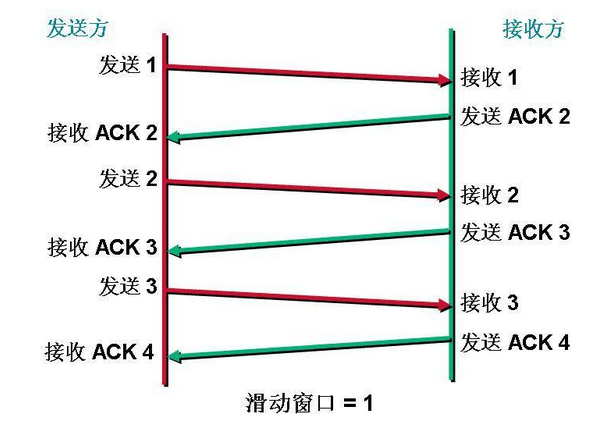 发送方
接收方
发送 1
接收 1
发送 ACK 2
接收 ACK 2
发送 2
接收 2
发送 ACK 3
接收 ACK 3
发送 3
接收 3
发送 ACK 4
接收 ACK 4
滑动窗口 = 1